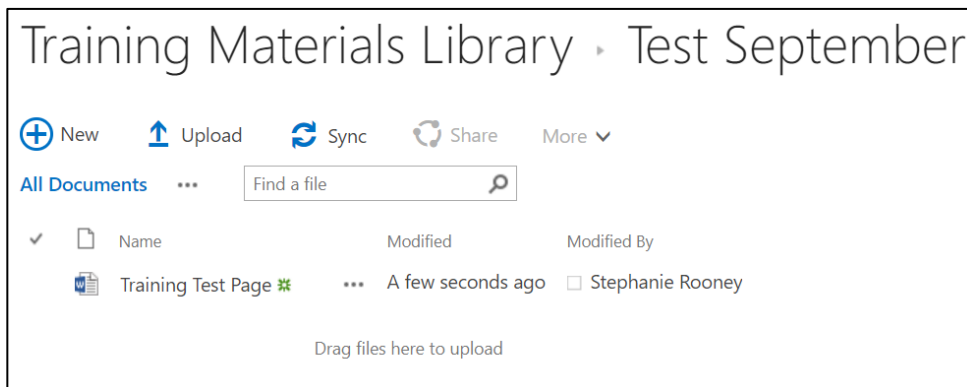 Training Materials Library ▸ Test September
New Upload Sync Share More
All Documents ••• Find a file
Name Modified Modified By
Training Test Page ••• A few seconds ago Stephanie Rooney
Drag files here to upload